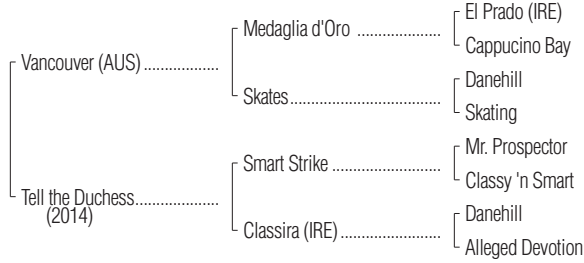 El Prado (IRE)
Medaglia d'Oro ....................
Cappucino Bay
Vancouver (AUS) ..................
Danehill
Skates.....................................
Skating
Mr. Prospector
Smart Strike ...........................
Classy 'n Smart
Tell the Duchess....................
(2014)
Danehill
Classira (IRE).........................
Alleged Devotion